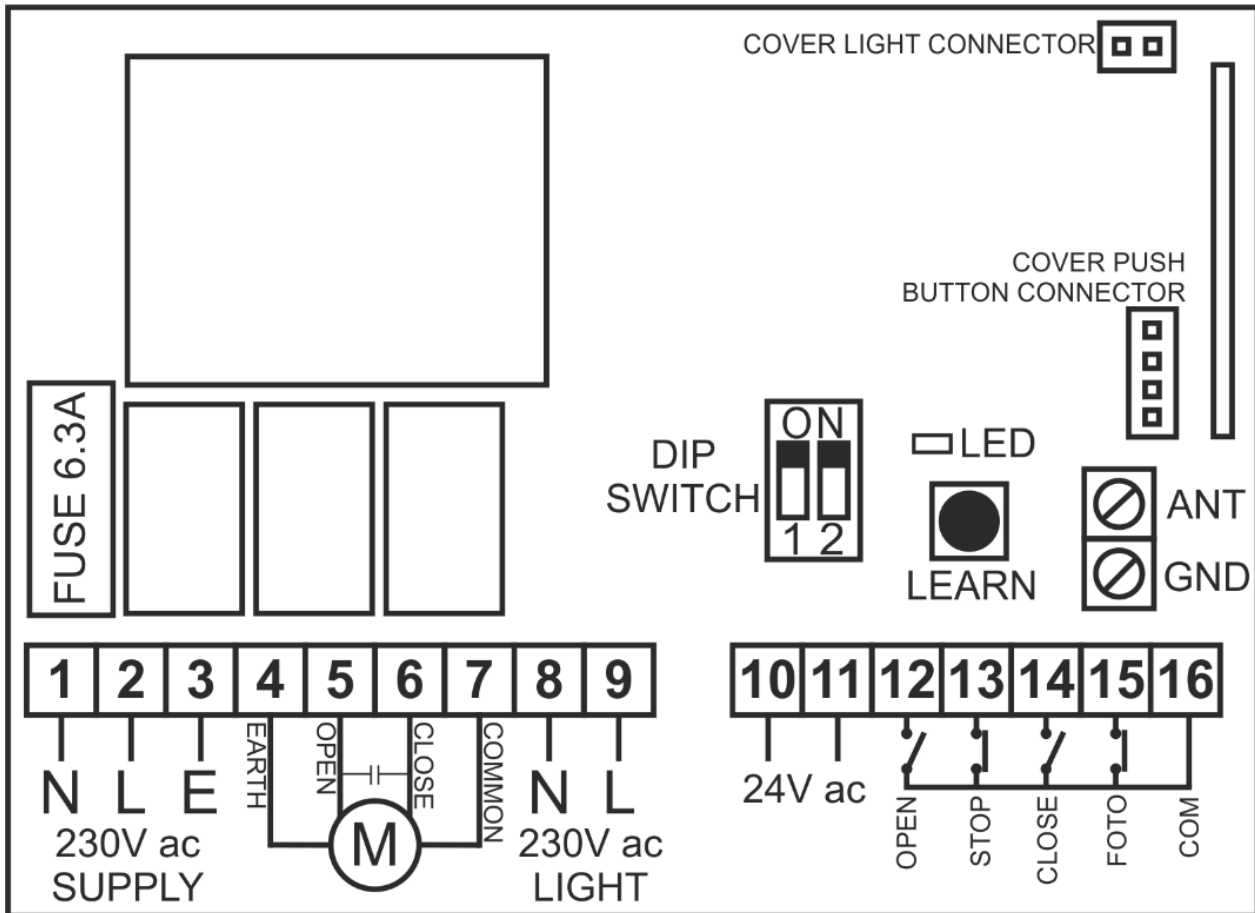 COVER LIGHT CONNECTOR
COVER PUSH
BUTTON CONNECTOR
FUSE 6.3A
DIP
SWITCH
ON
1 2
LED
LEARN
ANT
GND
1 2 3 4 5 6 7 8 9
10 11 12 13 14 15 16
EARTH
OPEN
CLOSE
COMMON
N L E
230V ac
SUPPLY
M
N L
230V ac
LIGHT
24V ac
OPEN
STOP
CLOSE
FOTO
COM